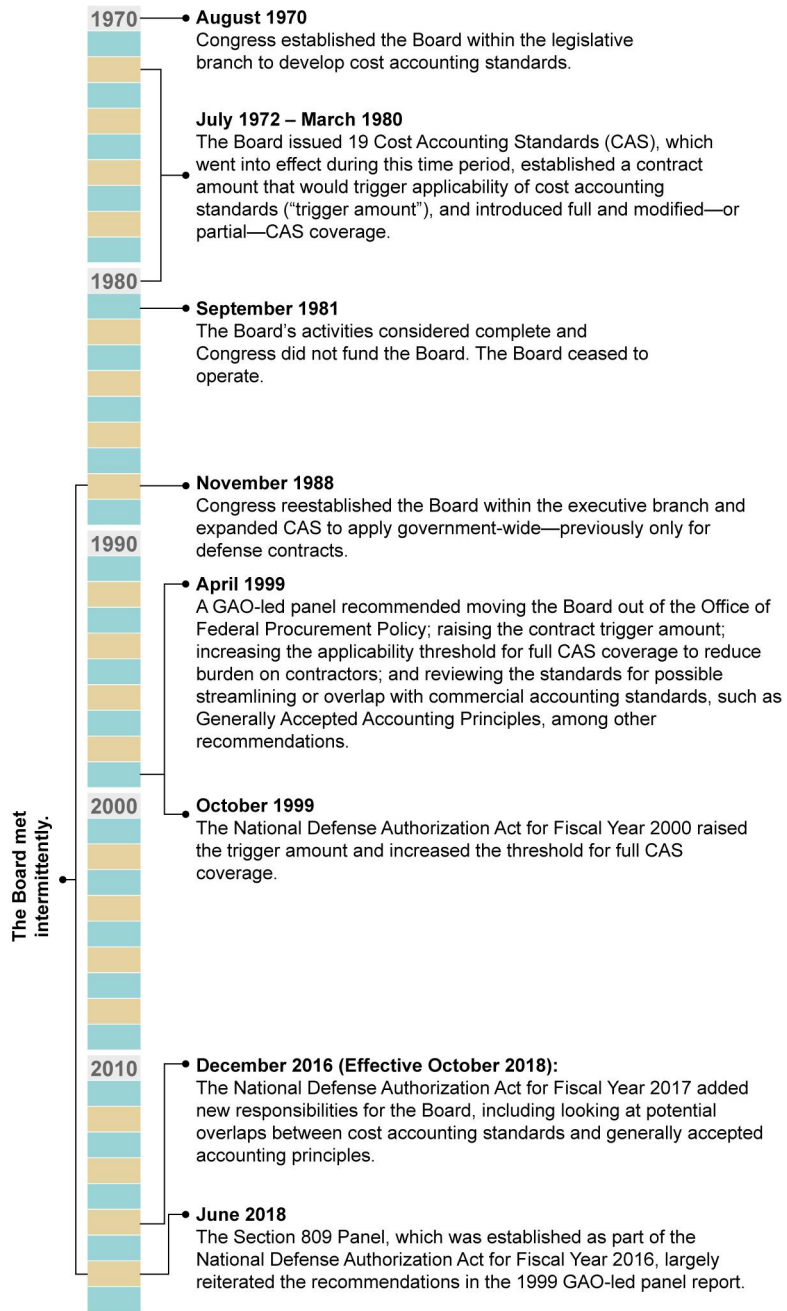 1970
August 1970
Congress established the Board within the legislative
branch to develop cost accounting standards.
July 1972 – March 1980
The Board issued 19 Cost Accounting Standards (CAS), which
went into effect during this time period, established a contract
amount that would trigger applicability of cost accounting
standards (“trigger amount”), and introduced full and modified—or
partial—CAS coverage.
1980
September 1981
The Board’s activities considered complete and
Congress did not fund the Board. The Board ceased to
operate.
November 1988
Congress reestablished the Board within the executive branch and
expanded CAS to apply government-wide—previously only for
defense contracts.
1990
April 1999
A GAO-led panel recommended moving the Board out of the Office of
Federal Procurement Policy; raising the contract trigger amount;
increasing the applicability threshold for full CAS coverage to reduce
burden on contractors; and reviewing the standards for possible
streamlining or overlap with commercial accounting standards, such as
Generally Accepted Accounting Principles, among other
recommendations.
2000
October 1999
The National Defense Authorization Act for Fiscal Year 2000 raised
the trigger amount and increased the threshold for full CAS
coverage.
The Board met
intermittently.
2010
December 2016 (Effective October 2018):
The National Defense Authorization Act for Fiscal Year 2017 added
new responsibilities for the Board, including looking at potential
overlaps between cost accounting standards and generally accepted
accounting principles.
June 2018
The Section 809 Panel, which was established as part of the
National Defense Authorization Act for Fiscal Year 2016, largely
reiterated the recommendations in the 1999 GAO-led panel report.